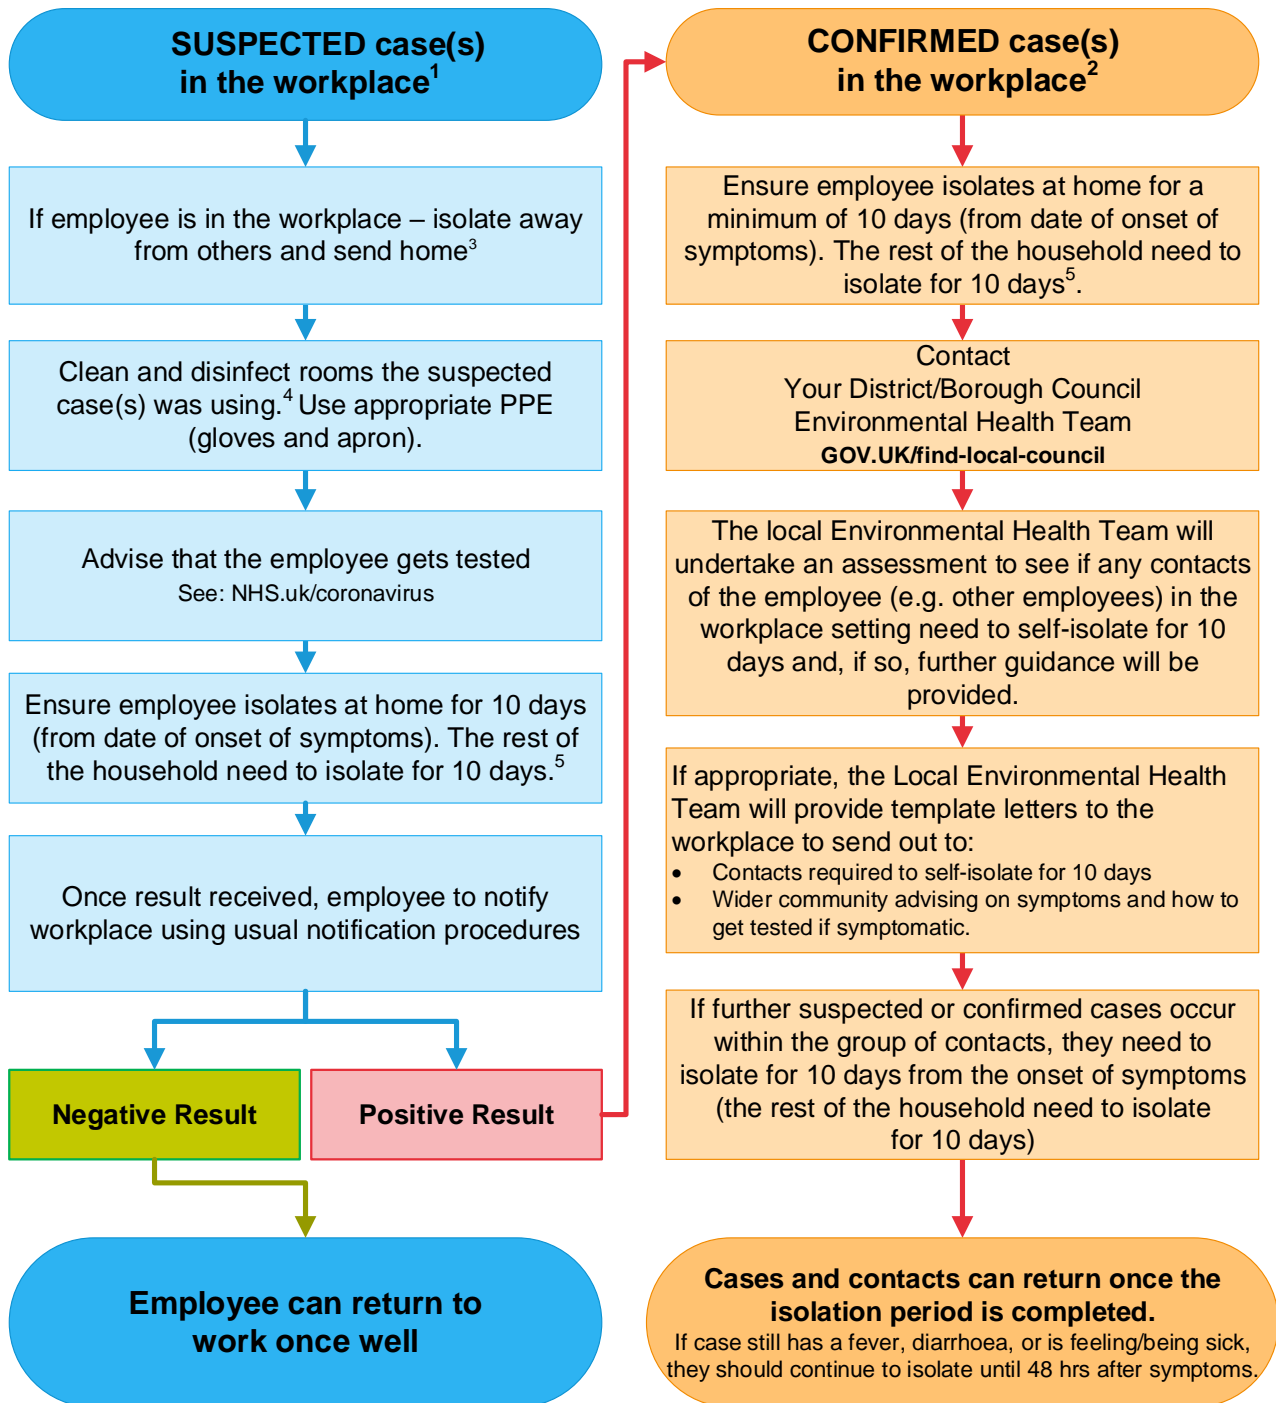 SUSPECTED case(s)
in the workplace1
If employee is in the workplace – isolate away
from others and send home3
Clean and disinfect rooms the suspected
case(s) was using.4 Use appropriate PPE
(gloves and apron).
Advise that the employee gets tested
See: NHS.uk/coronavirus
Ensure employee isolates at home for 10 days
(from date of onset of symptoms). The rest of
the household need to isolate for 10 days.5
Once result received, employee to notify
workplace using usual notification procedures
Negative Result
Positive Result
Employee can return to
work once well
CONFIRMED case(s)
in the workplace2
Ensure employee isolates at home for a
minimum of 10 days (from date of onset of
symptoms). The rest of the household need to
isolate for 10 days5.
Contact
Your District/Borough Council
Environmental Health Team
GOV.UK/find-local-council
The local Environmental Health Team will
undertake an assessment to see if any contacts
of the employee (e.g. other employees) in the
workplace setting need to self-isolate for 10
days and, if so, further guidance will be
provided.
If appropriate, the Local Environmental Health
Team will provide template letters to the
workplace to send out to:
• Contacts required to self-isolate for 10 days
• Wider community advising on symptoms and how to
get tested if symptomatic.
If further suspected or confirmed cases occur
within the group of contacts, they need to
isolate for 10 days from the onset of symptoms
(the rest of the household need to isolate
for 10 days)
Cases and contacts can return once the
isolation period is completed.
If case still has a fever, diarrhoea, or is feeling/being sick,
they should continue to isolate until 48 hrs after symptoms.